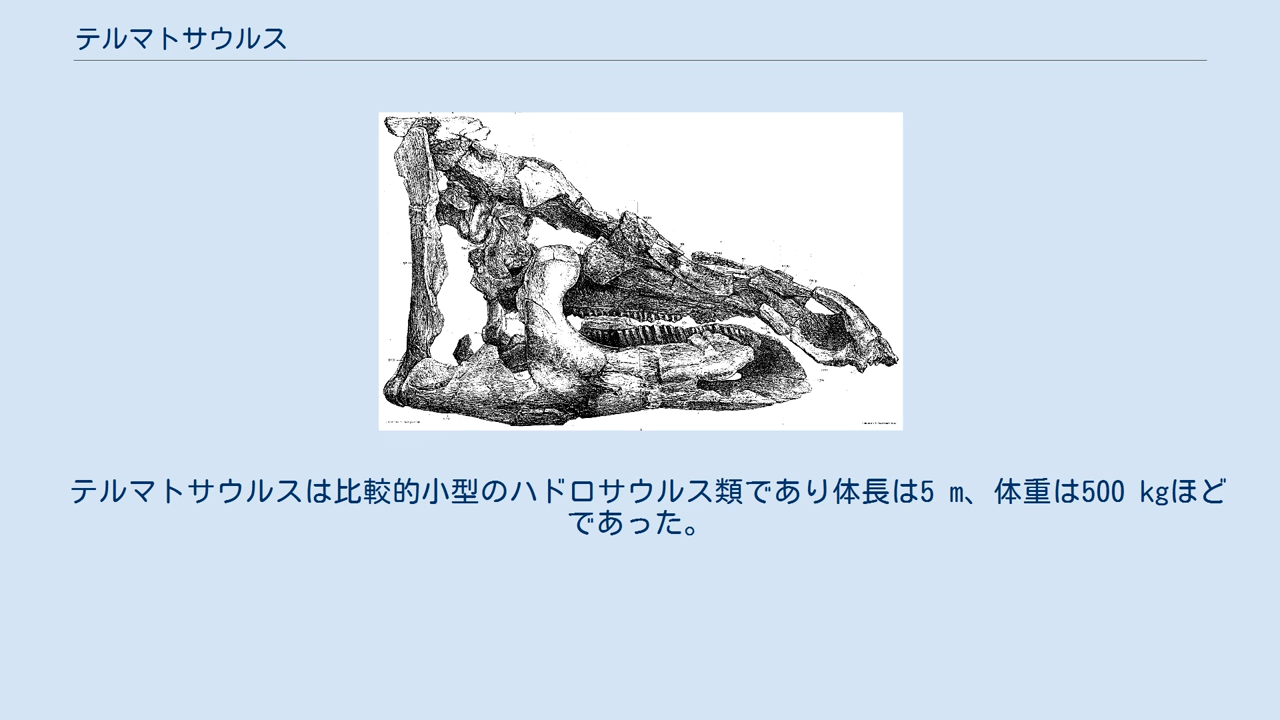 テルマトサウルス
テルマトサウルスは比較的小型のハドロサウルス類であり体長は5 m、体重は500 kgほど
であった。